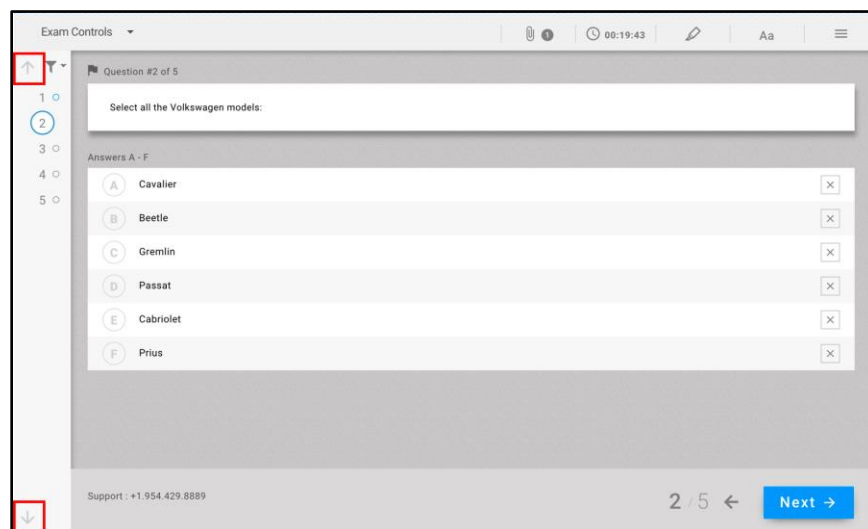 Exam Controls
1
00:19:43
Aa
Question #2 of 5
1
2
3
4
5
Select all the Volkswagen models:
Answers A - F
A Cavalier
B Beetle
C Gremlin
D Passat
E Cabriolet
F Prius
Support : +1.954.429.8889
2 / 5
Next